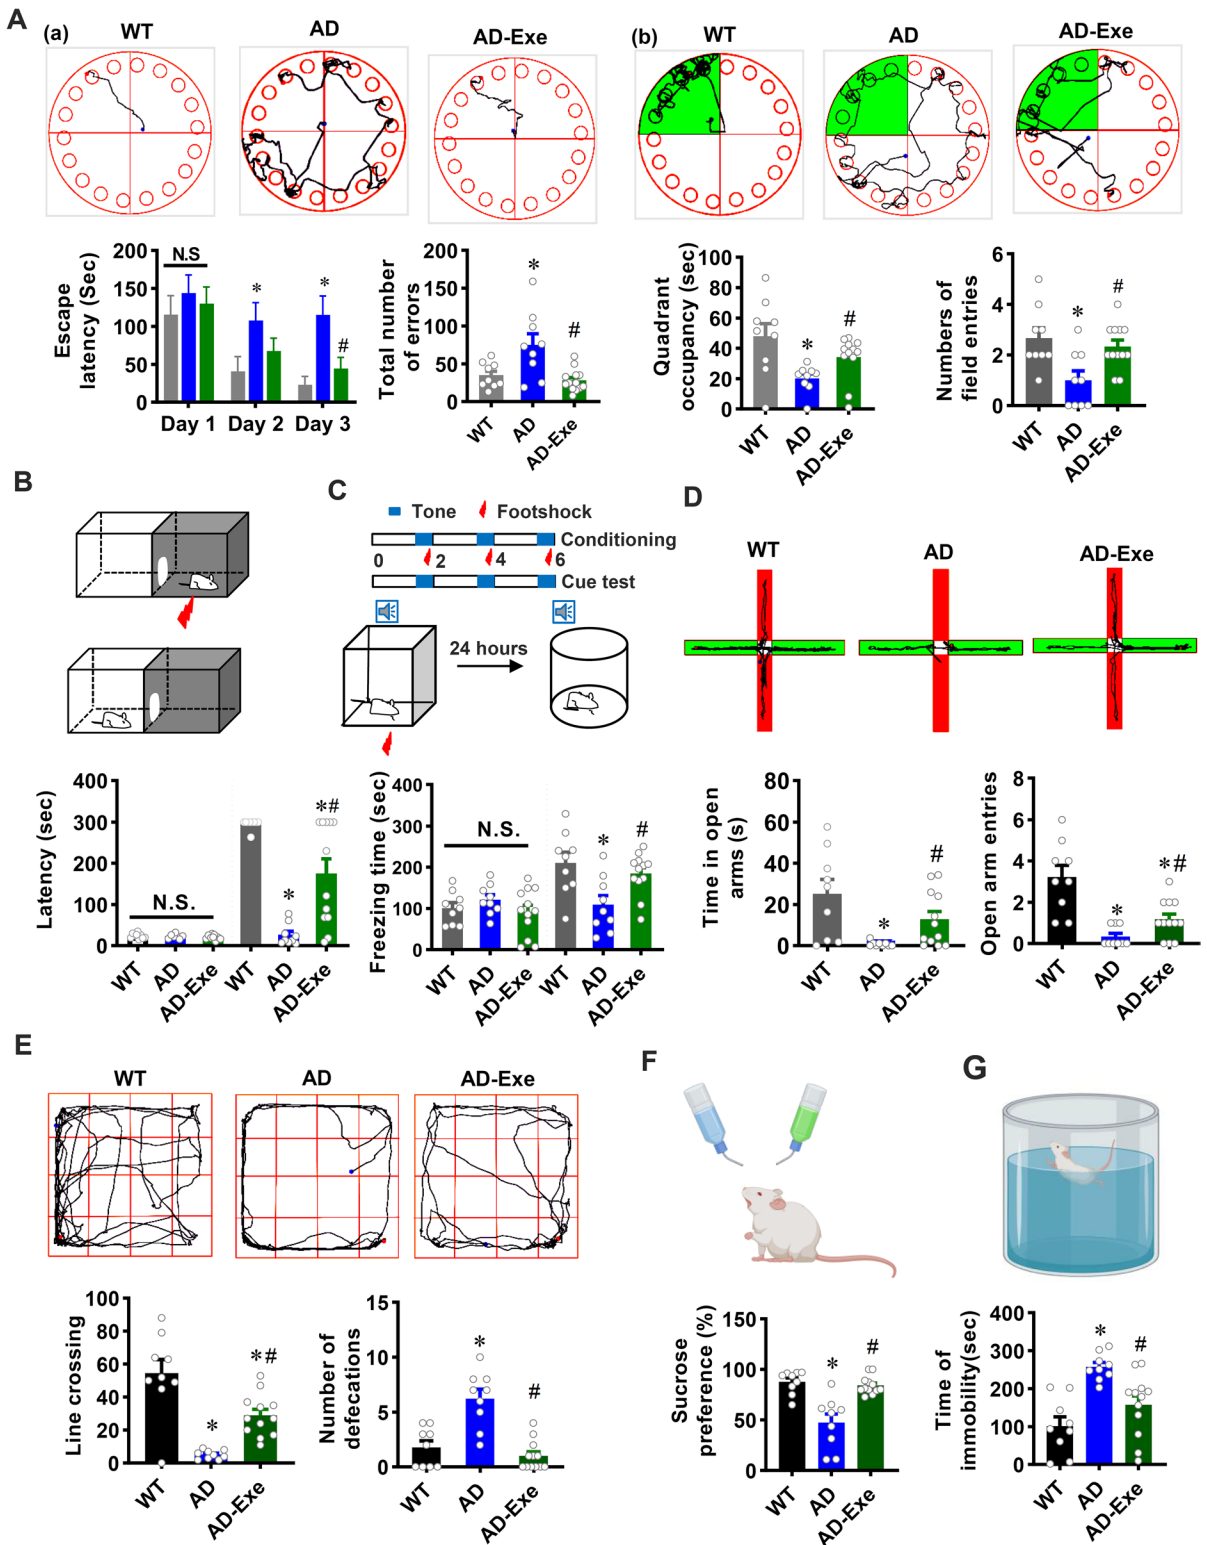 A
(a)
WT
AD
AD-Exe
(b)
WT
AD
AD-Exe
Escape
latency (Sec)
200
150
100
50
0
N.S
*
*
#
Day 1
Day 2
Day 3
Total number
of errors
200
150
100
50
0
*
#
WT
AD
AD-Exe
Quadrant
occupancy (sec)
100
80
60
40
20
0
*
#
WT
AD
AD-Exe
Numbers of
field entries
6
4
2
0
*
#
WT
AD
AD-Exe
B
C
Tone
Footshock
Conditioning
0
2
4
6
Cue test
24 hours
D
WT
AD
AD-Exe
Latency (sec)
400
300
200
100
0
N.S.
*
*#
WT
AD
AD-Exe
WT
AD
AD-Exe
Freezing time (sec)
400
300
200
100
0
N.S.
*
#
WT
AD
AD-Exe
WT
AD
AD-Exe
Time in open
arms (s)
80
60
40
20
0
*
#
WT
AD
AD-Exe
Open arm entries
8
6
4
2
0
*
*#
WT
AD
AD-Exe
E
WT
AD
AD-Exe
F
G
Line crossing
100
80
60
40
20
0
*
*#
WT
AD
AD-Exe
Number of
defecations
15
10
5
0
*
#
WT
AD
AD-Exe
Sucrose
preference (%)
150
100
50
0
*
#
WT
AD
AD-Exe
Time of
immobility(sec)
400
300
200
100
0
*
#
WT
AD
AD-Exe